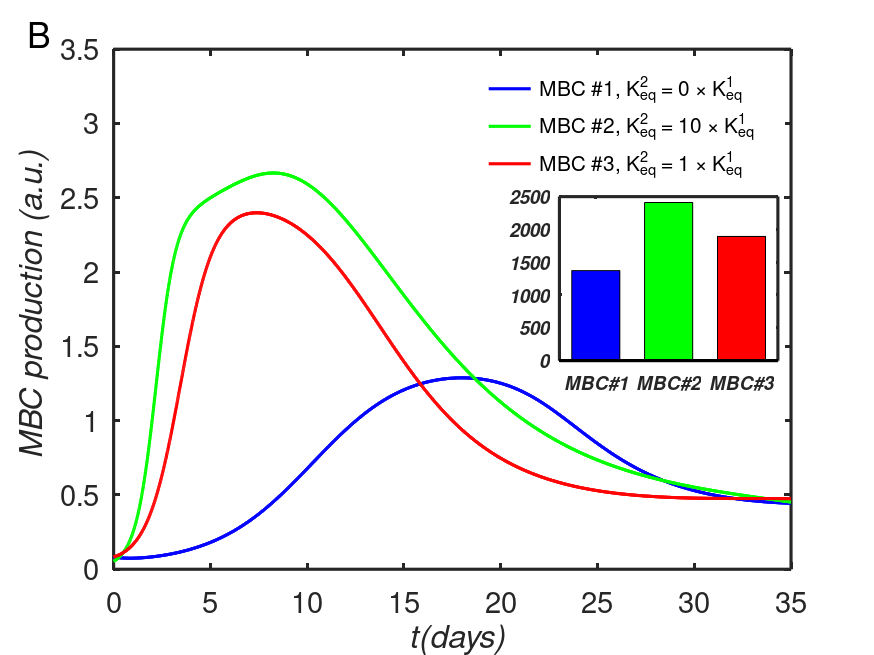 B
3.5
3
2.5
2
1.5
1
0.5
0
MBC production (a.u.)
MBC #1, K²eq = 0 × K¹eq
MBC #2, K²eq = 10 × K¹eq
MBC #3, K²eq = 1 × K¹eq
2500
2000
1500
1000
500
0
MBC#1 MBC#2 MBC#3
0 5 10 15 20 25 30 35
t(days)